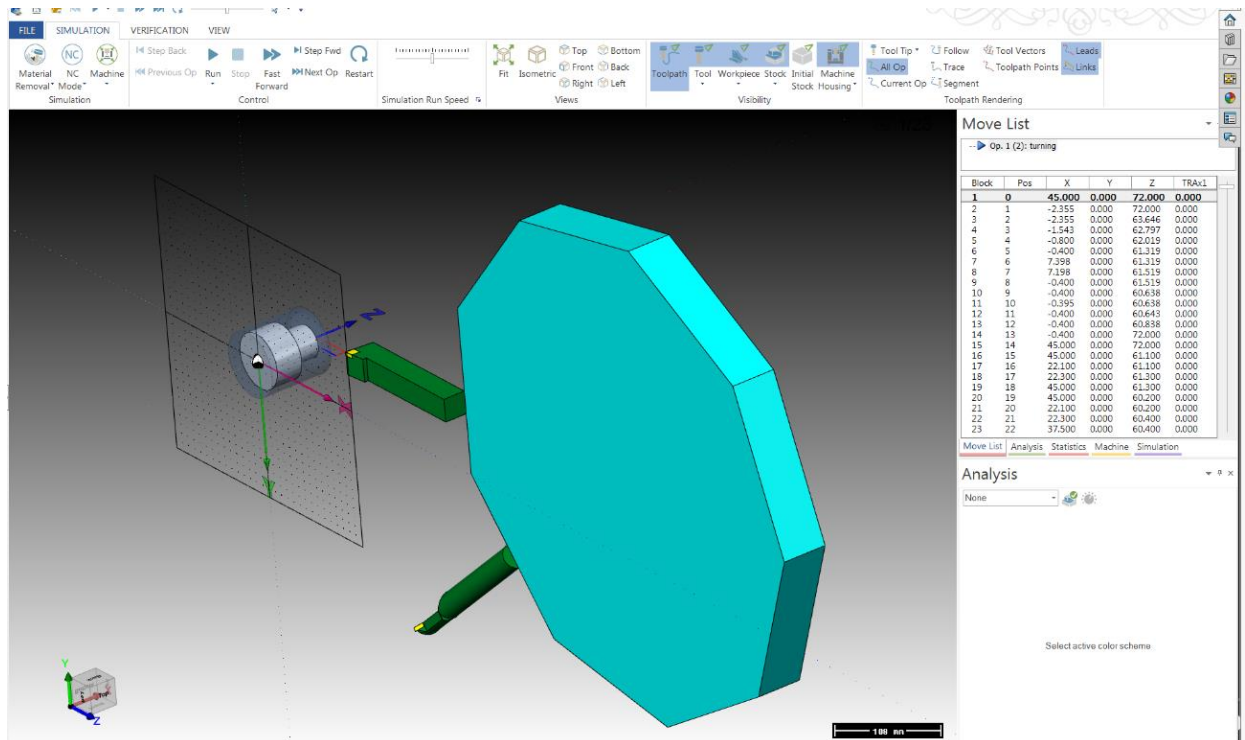 FILE SIMULATION VERIFICATION VIEW
Step Back Step Fwd Top Bottom Tool Tip Follow Tool Vectors Leads
Previous Op Run Stop Fast Forward Next Op Restart Fit Isometric Front Back All Op Trace Toolpath Points Links
Material Removal NC Mode Machine Right Left Toolpath Tool Workpiece Stock Initial Stock Machine Housing Current Op Segment
Simulation Control Simulation Run Speed Views Visibility Toolpath Rendering
Move List
Op. 1 (2): turning
Block Pos X Y Z TRAx1
1 0 45.000 0.000 72.000 0.000
2 1 -2.355 0.000 72.000 0.000
3 2 -2.355 0.000 63.646 0.000
4 3 -1.543 0.000 62.797 0.000
5 4 -0.800 0.000 62.019 0.000
6 5 -0.400 0.000 61.319 0.000
7 6 7.398 0.000 61.319 0.000
8 7 7.198 0.000 61.519 0.000
9 8 -0.400 0.000 61.519 0.000
10 9 -0.400 0.000 60.638 0.000
11 10 -0.395 0.000 60.638 0.000
12 11 -0.400 0.000 60.643 0.000
13 12 -0.400 0.000 60.838 0.000
14 13 -0.400 0.000 72.000 0.000
15 14 45.000 0.000 72.000 0.000
16 15 45.000 0.000 61.100 0.000
17 16 22.100 0.000 61.100 0.000
18 17 22.300 0.000 61.300 0.000
19 18 45.000 0.000 61.300 0.000
20 19 45.000 0.000 60.200 0.000
21 20 22.100 0.000 60.200 0.000
22 21 22.300 0.000 60.400 0.000
23 22 37.500 0.000 60.400 0.000
Move List Analysis Statistics Machine Simulation
Analysis
None
Select active color scheme
Z
X
Y
Y
Z
100 mm